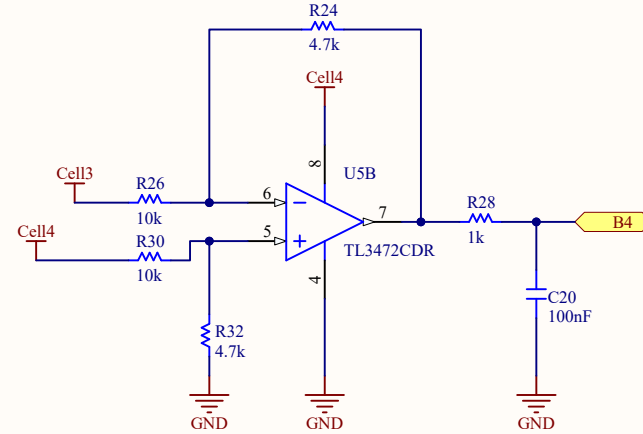 R24
4.7k
Cell4
8
U5B
Cell3
R26
10k
6
7
R28
1k
B4
Cell4
R30
10k
5
TL3472CDR
4
R32
4.7k
C20
100nF
GND
GND
GND